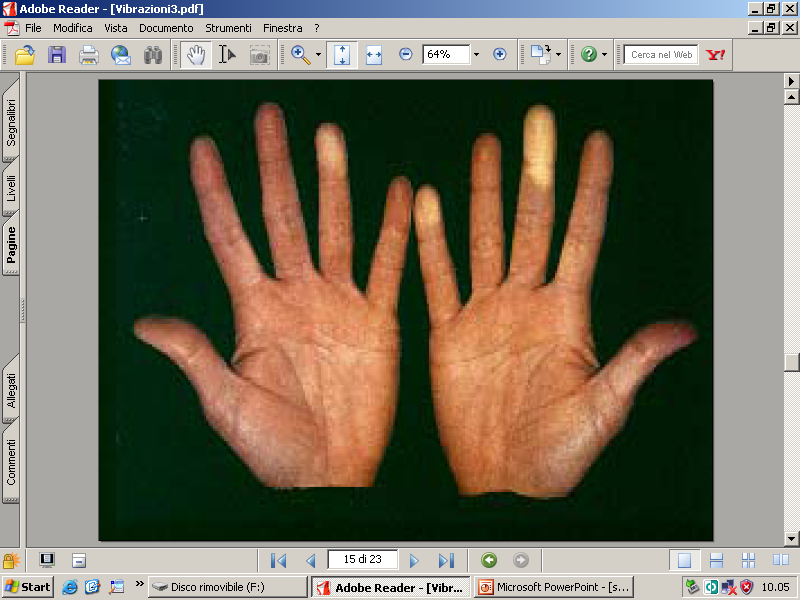 Adobe Reader - [Vibrazioni3.pdf]
File Modifica Vista Documento Strumenti Finestra ?
64% Cerca nel Web Y!
Segnalibri
Livelli
Pagine
Allegati
Commenti
15 di 23
Start » Disco rimovibile (F:) Adobe Reader - [Vibr... Microsoft PowerPoint - [s... 10.05